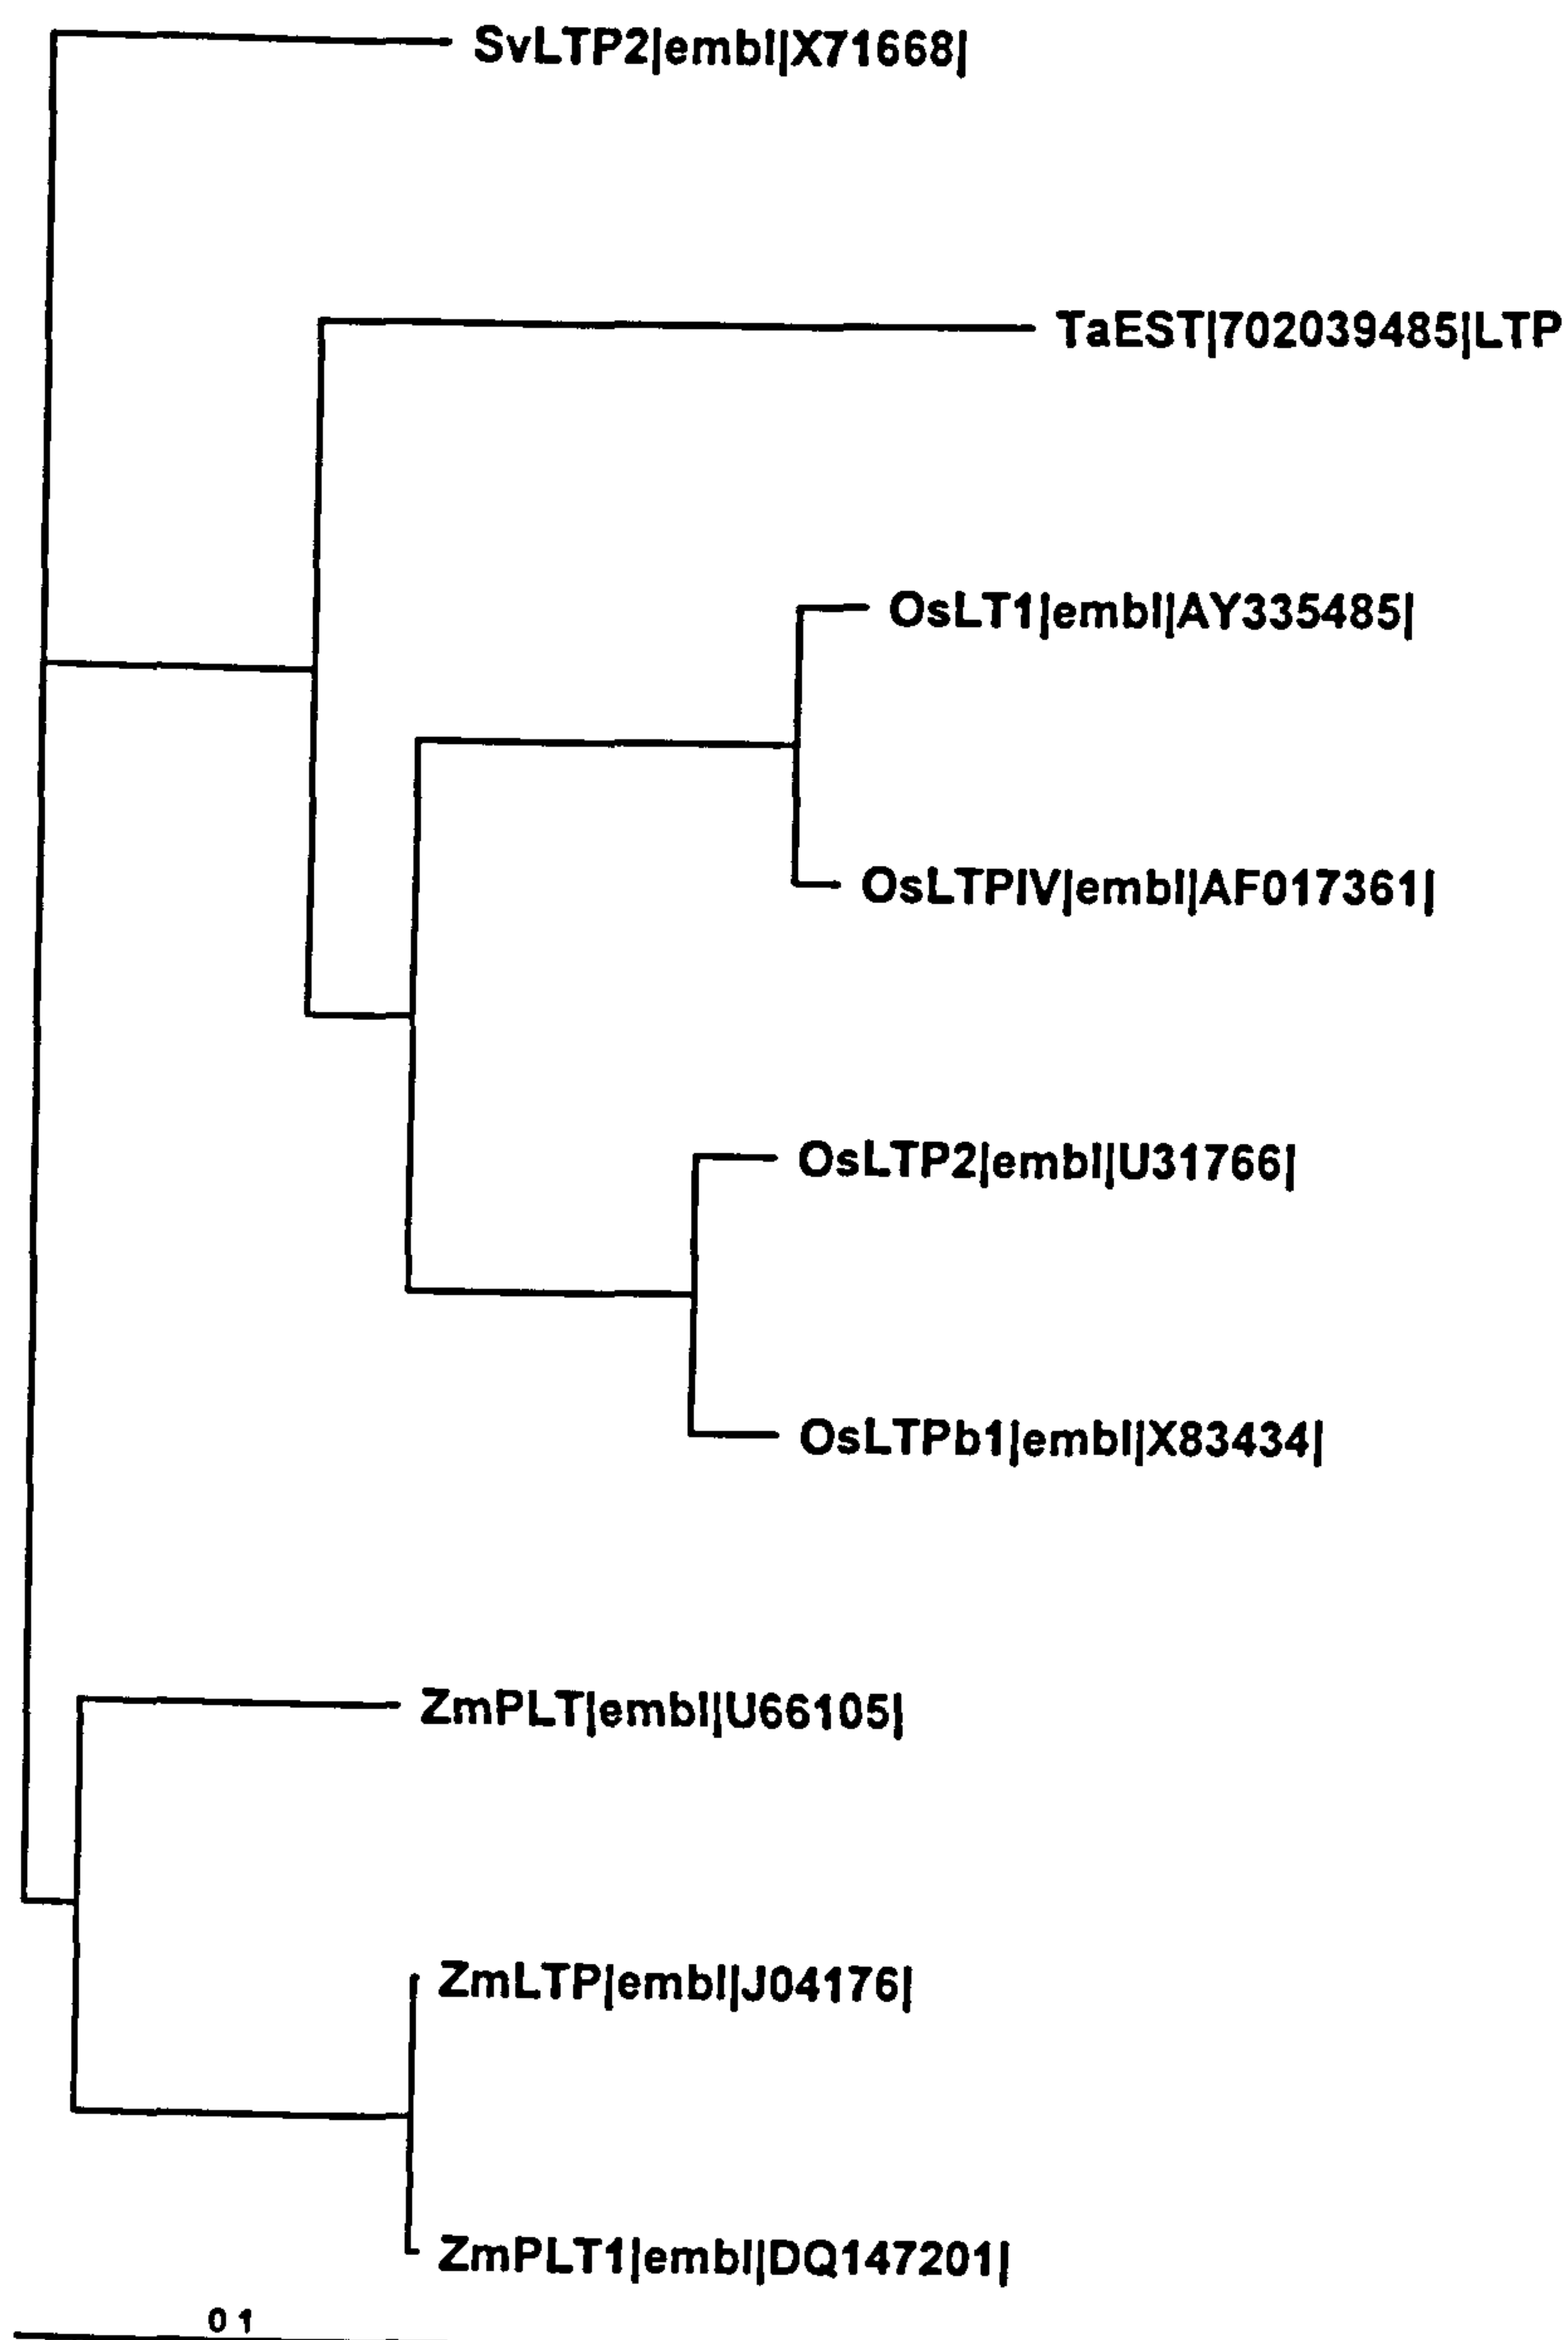 SvLTP2|embl|X71668|
TaEST|702039485|LTP
OsLT1|embl|AY335485|
OsLTPIV|embl|AF017361|
OsLTP2|embl|U31766|
OsLTPb1|embl|X83434|
ZmPLT|embl|U66105|
ZmLTP|embl|J04176|
ZmPLT1|embl|DQ147201|
0 1